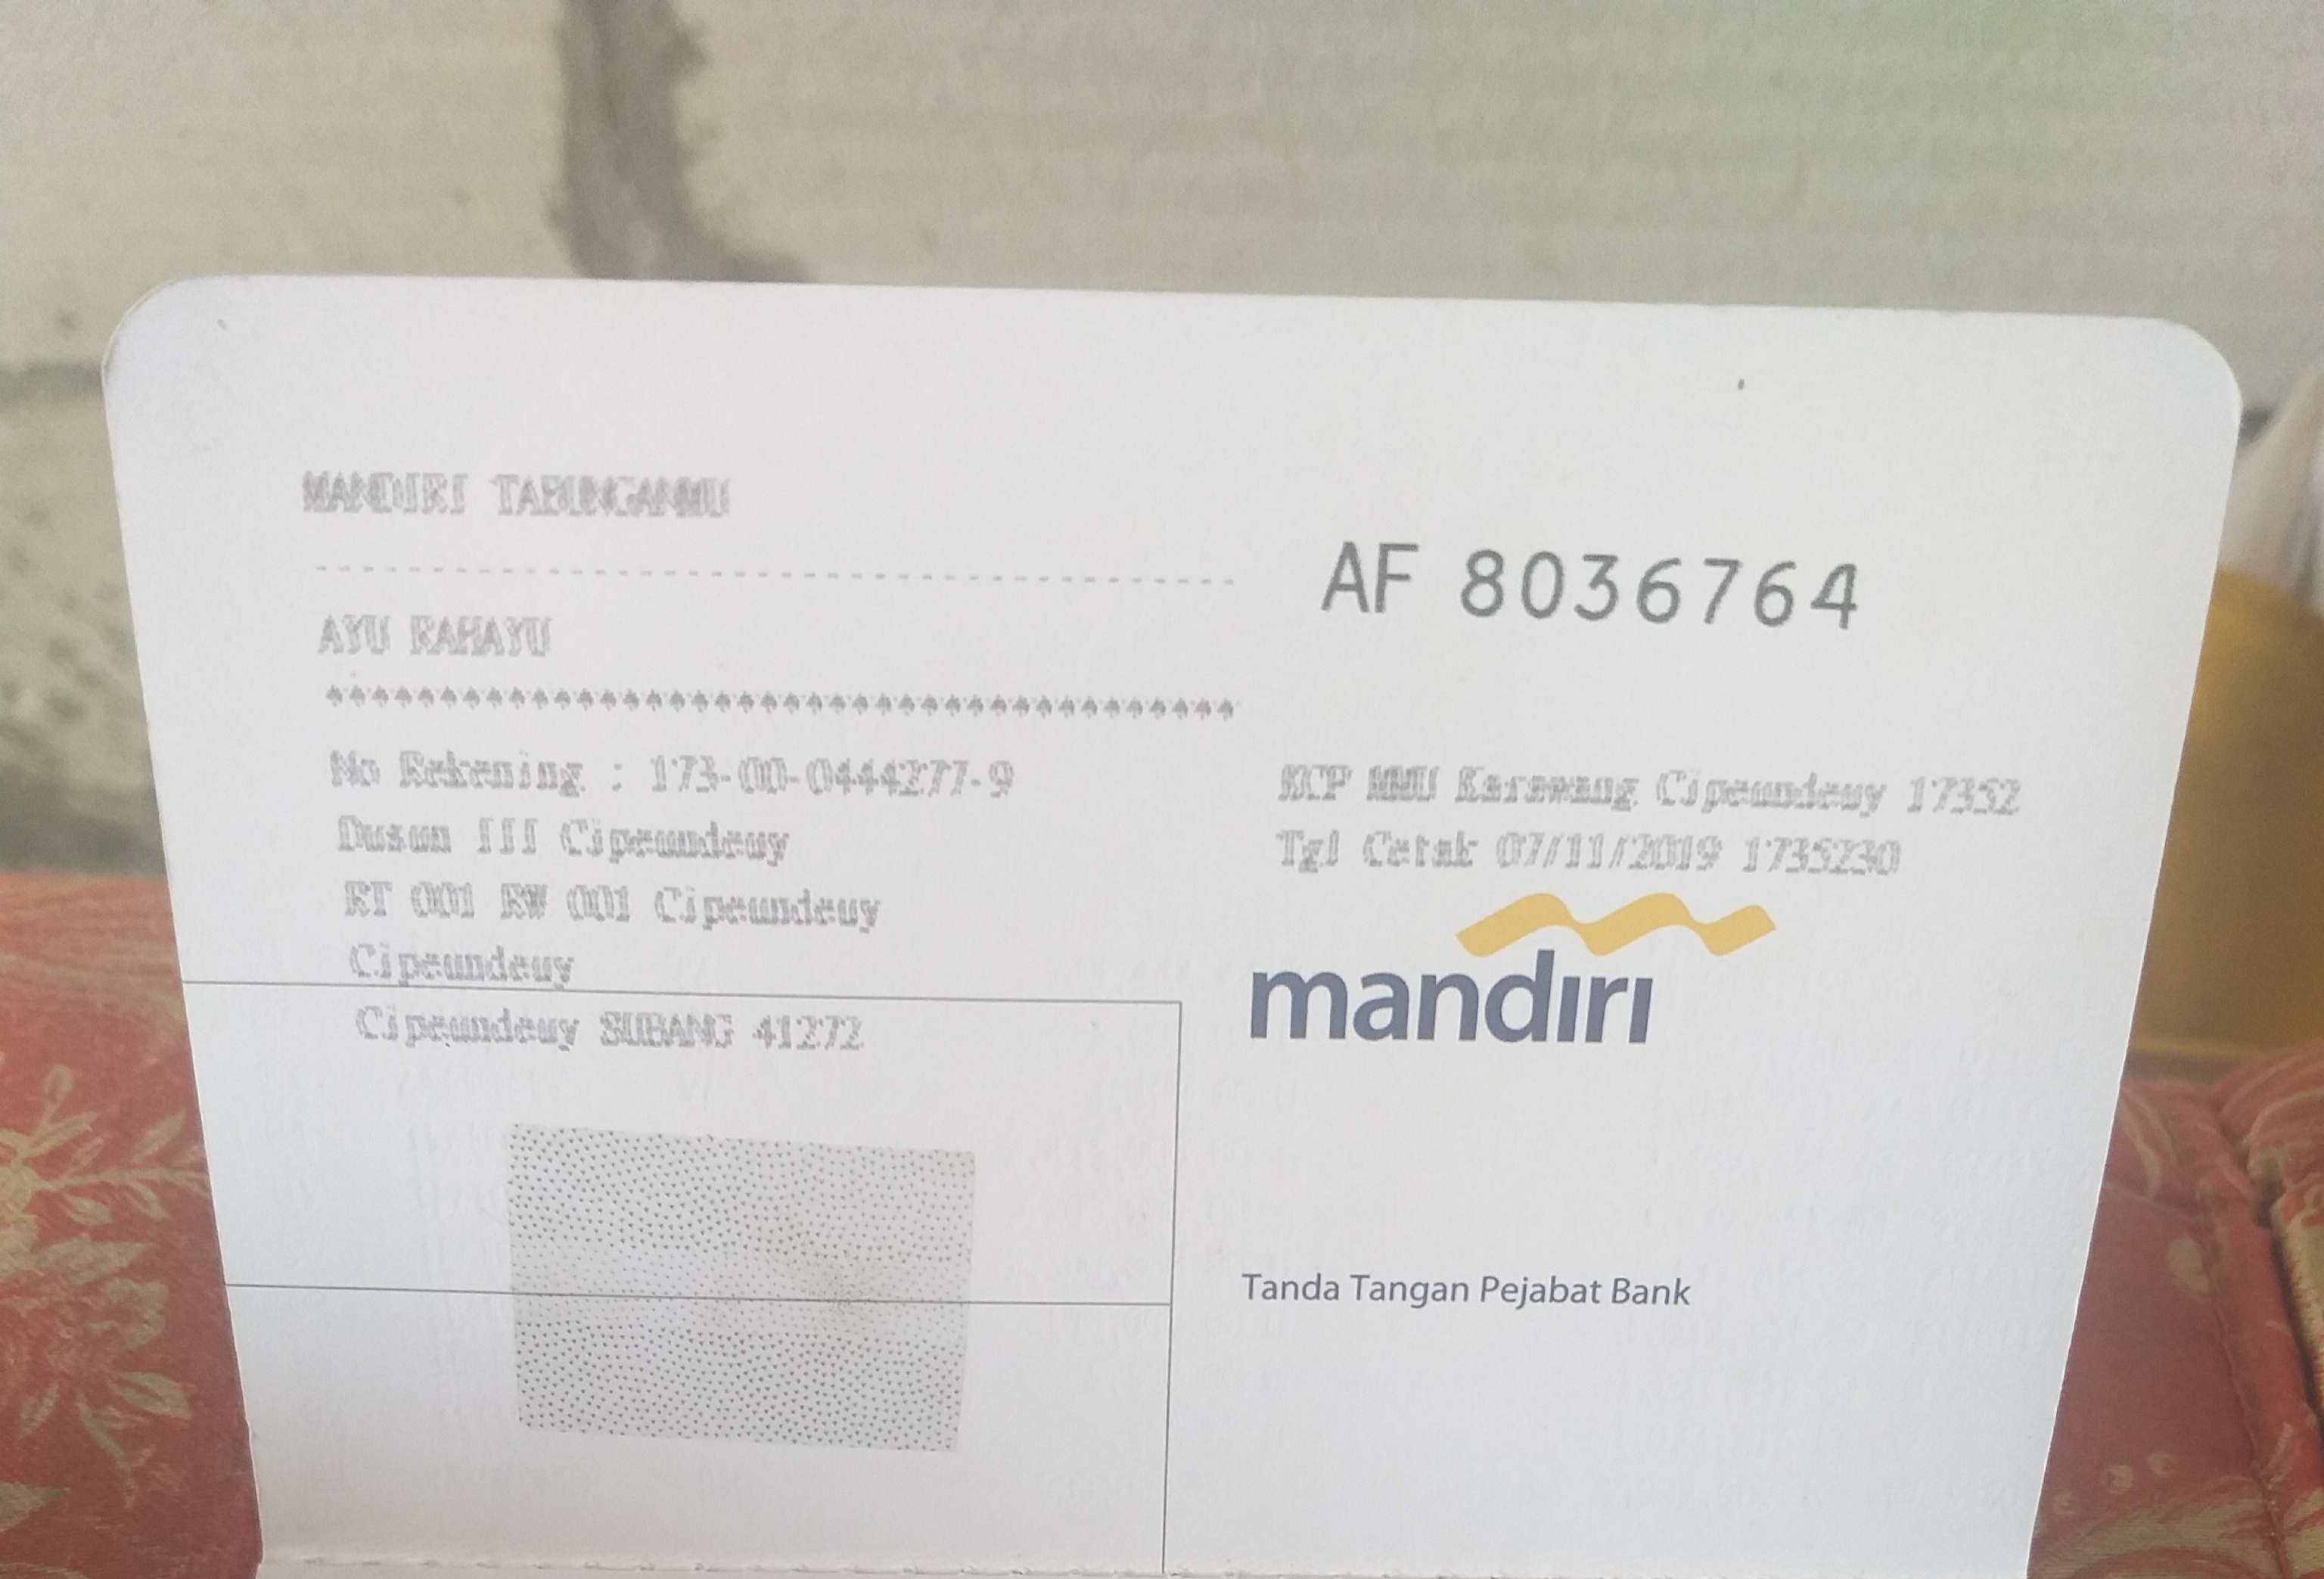 MANDIRI TABUNGANMU
----------------------------------------
AYU RAHAYU
****************************************
No Rekening : 173-00-0444277-9
Dusun III Cipeundeuy
RT 001 RW 001 Cipeundeuy
Cipeundeuy
Cipeundeuy SUBANG 41272
AF 8036764
KCP MMU Karawang Cipeundeuy 17352
Tgl Cetak 07/11/2019 1735230
mandırı
Tanda Tangan Pejabat Bank